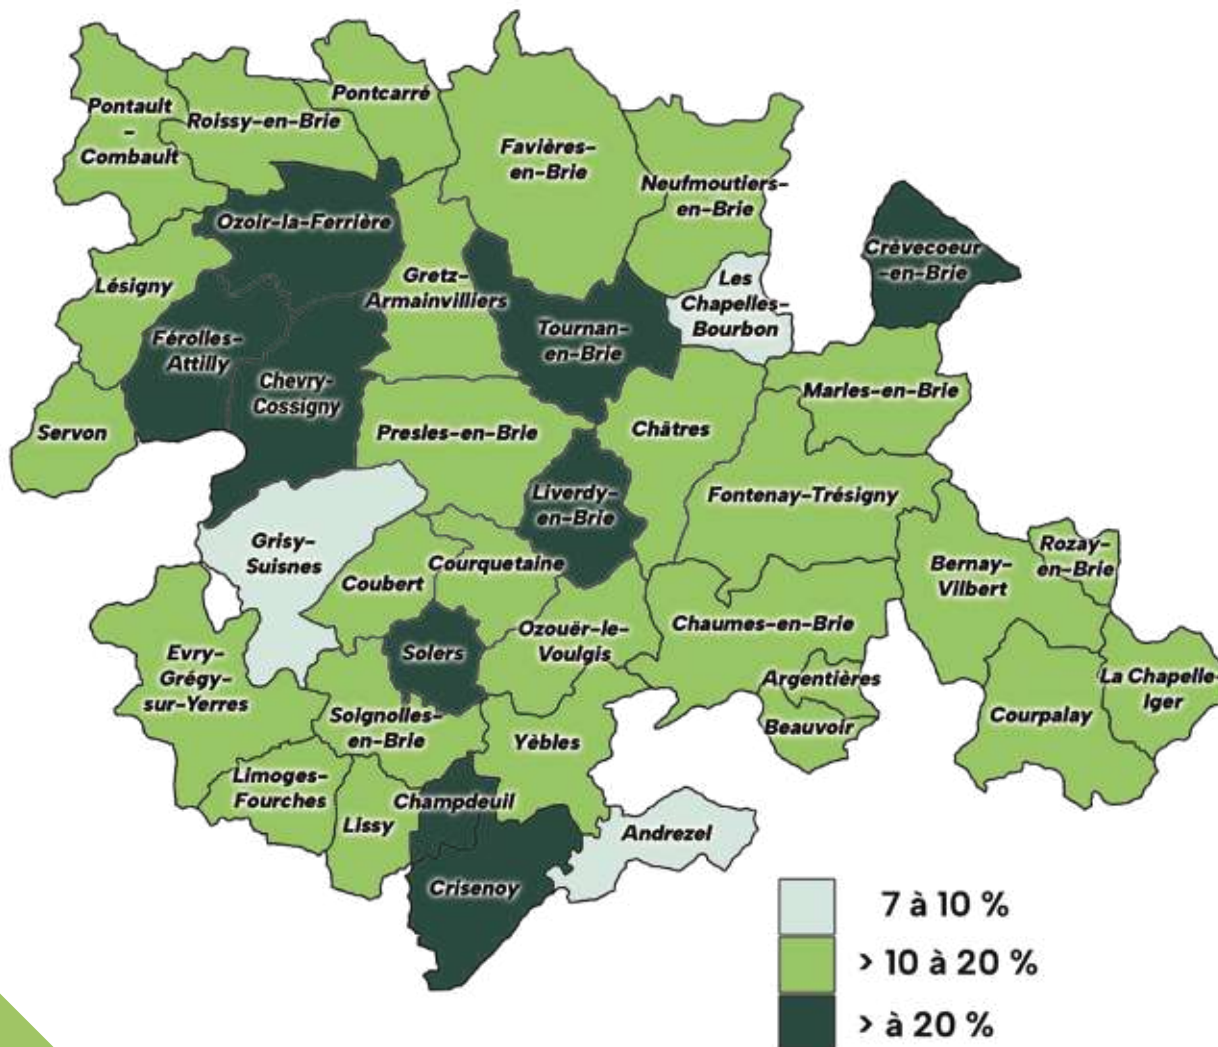 Pontault
-
Combault
Roissy-en-Brie
Pontcarré
Favières-
en-Brie
Neufmoutiers-
en-Brie
Ozoir-la-Ferrière
Crèvecoeur
-en-Brie
Lésigny
Gretz-
Armainvilliers
Les
Chapelles-
Bourbon
Férolles-
Attilly
Tournan-
en-Brie
Chevry-
Cossigny
Marles-en-Brie
Servon
Presles-en-Brie
Châtres
Liverdy-
en-Brie
Fontenay-Trésigny
Grisy-
Suisnes
Coubert
Courquetaine
Bernay-
Vilbert
Rozay-
en-Brie
Evry-
Grégy-
sur-Yerres
Solers
Ozouër-le-
Voulgis
Chaumes-en-Brie
Argentières
La Chapelle-
Iger
Soignolles-
en-Brie
Yèbles
Beauvoir
Courpalay
Limoges-
Fourches
Lissy
Champdeuil
Andrezel
Crisenoy
7 à 10 %
> 10 à 20 %
> à 20 %